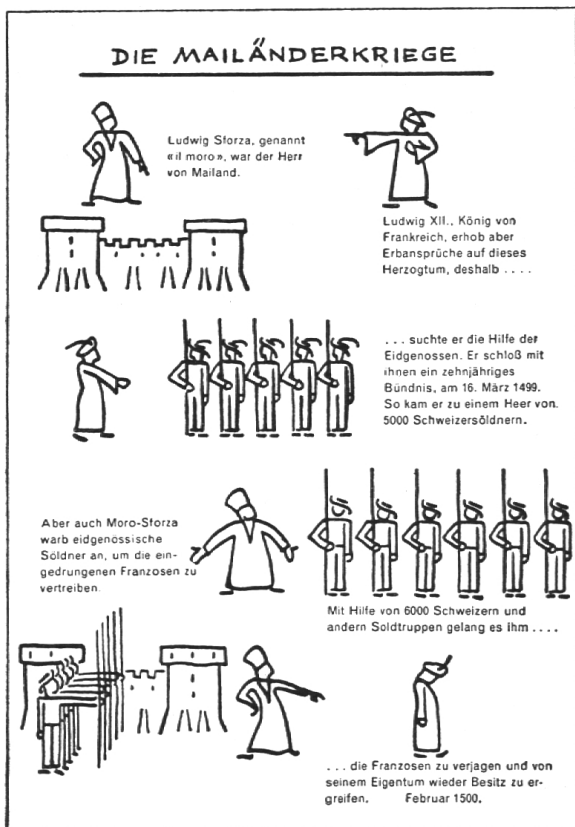 DIE MAILÄNDERKRIEGE
Ludwig Sforza, genannt
«il moro», war der Herr
von Mailand.
Ludwig XII., König von
Frankreich, erhob aber
Erbansprüche auf dieses
Herzogtum, deshalb . . . .
. . . suchte er die Hilfe der
Eidgenossen. Er schloß mit
ihnen ein zehnjähriges
Bündnis, am 16. März 1499.
So kam er zu einem Heer von.
5000 Schweizersöldnern.
Aber auch Moro-Sforza
warb eidgenössische
Söldner an, um die ein-
gedrungenen Franzosen zu
vertreiben.
Mit Hilfe von 6000 Schweizern und
andern Soldtruppen gelang es ihm . . . .
. . . die Franzosen zu verjagen und von
seinem Eigentum wieder Besitz zu er-
greifen. Februar 1500.